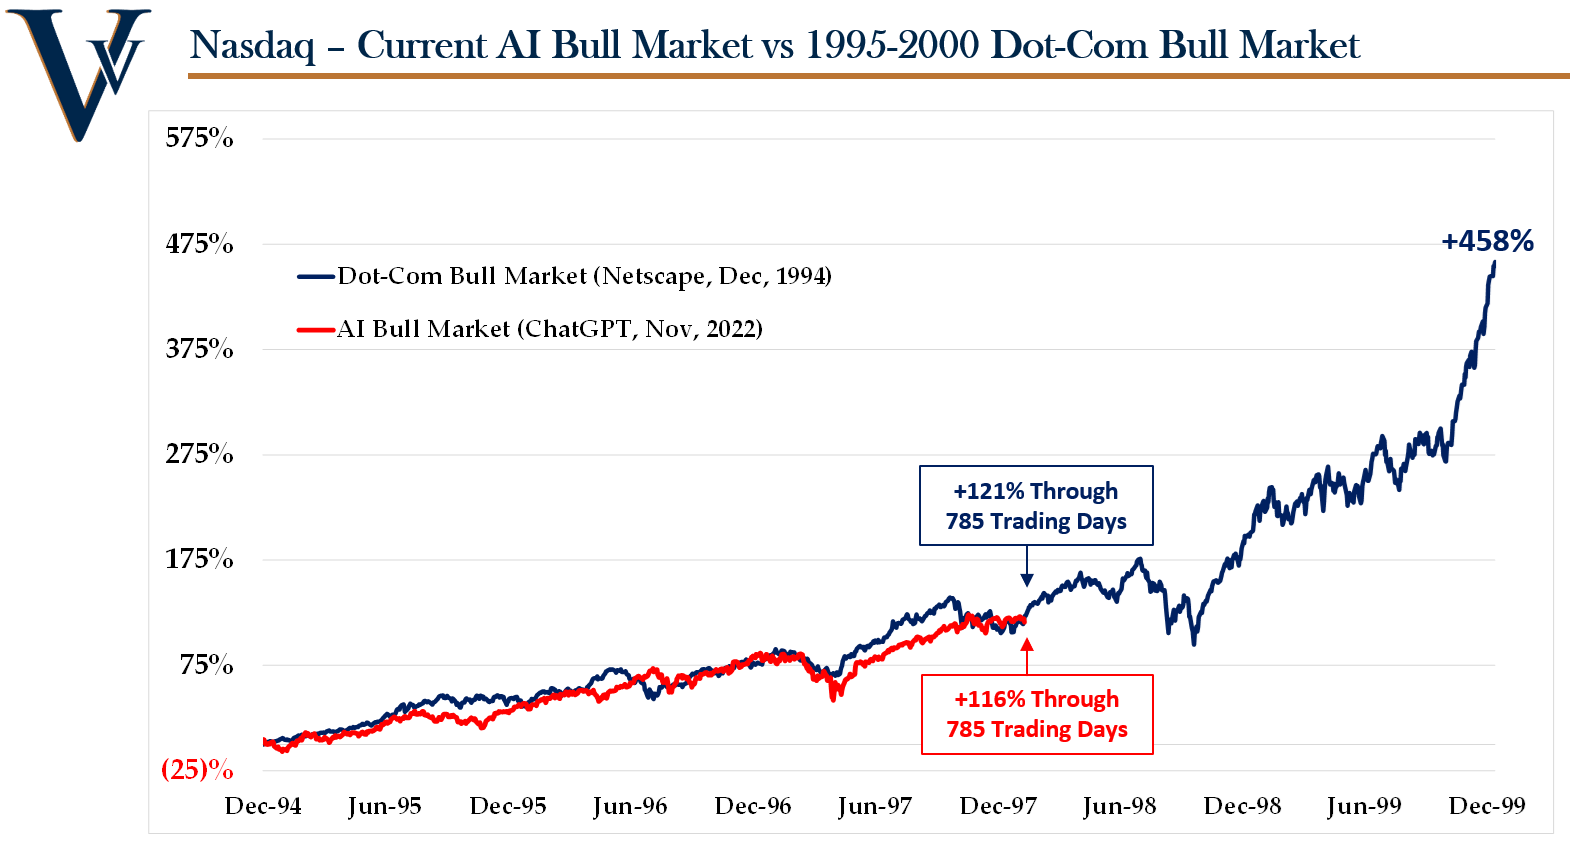 VV
Nasdaq – Current AI Bull Market vs 1995-2000 Dot-Com Bull Market
575%
475%
375%
275%
175%
75%
(25)%
+458%
Dot-Com Bull Market (Netscape, Dec, 1994)
AI Bull Market (ChatGPT, Nov, 2022)
+121% Through
785 Trading Days
+116% Through
785 Trading Days
Dec-94 Jun-95 Dec-95 Jun-96 Dec-96 Jun-97 Dec-97 Jun-98 Dec-98 Jun-99 Dec-99